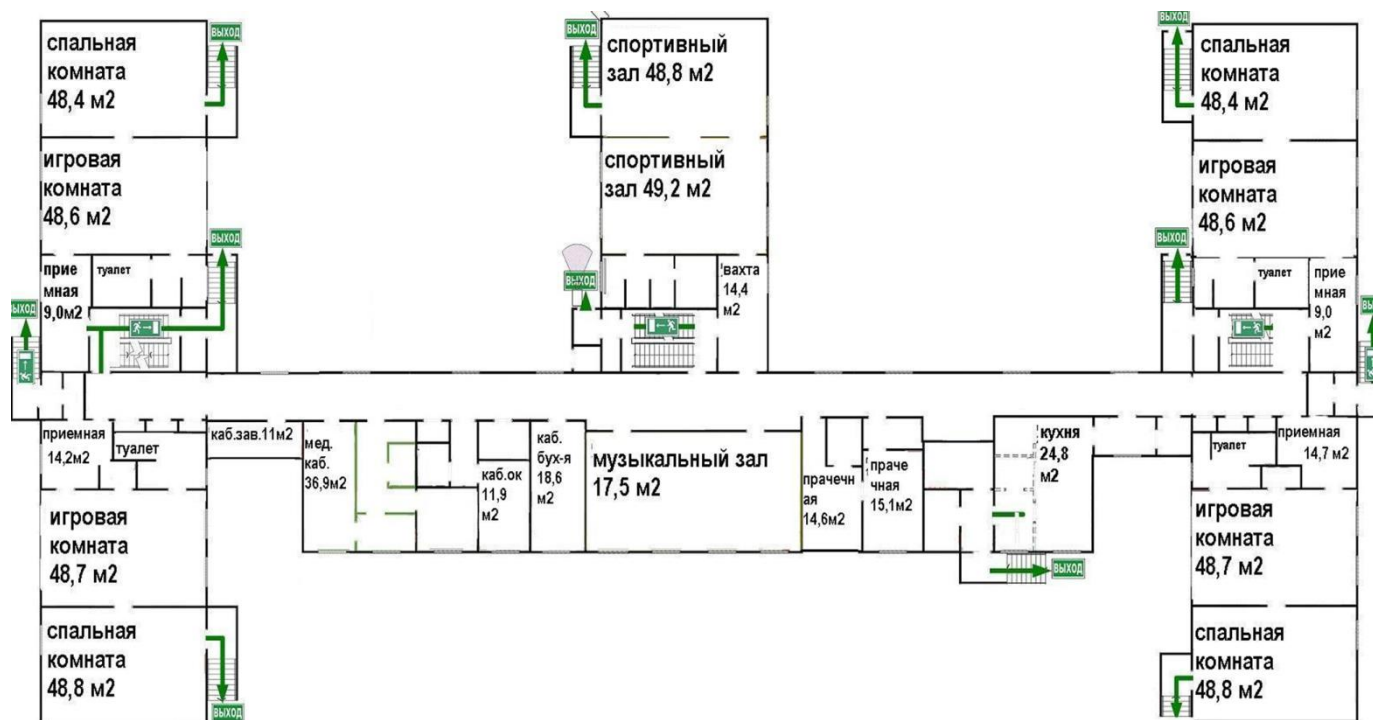 ВЫХОД
спальная
комната
48,4 м2
ВЫХОД
спортивный
зал 48,8 м2
ВЫХОД
спальная
комната
48,4 м2
игровая
комната
48,6 м2
спортивный
зал 49,2 м2
игровая
комната
48,6 м2
ВЫХОД
ВЫХОД
ВЫХОД
прие
мная
9,0м2
туалет
вахта
14,4
м2
туалет
прие
мная
9,0
м2
ВЫХОД
приемная
14,2м2
туалет
каб.зав.11м2
мед.
каб.
36,9м2
каб.ок
11,9
м2
каб.
бух-я
18,6
м2
музыкальный зал
17,5 м2
прачечн
ая
14,6м2
праче
чная
15,1м2
кухня
24,8
м2
туалет
приемная
14,7 м2
игровая
комната
48,7 м2
игровая
комната
48,7 м2
ВЫХОД
спальная
комната
48,8 м2
ВЫХОД
спальная
комната
48,8 м2